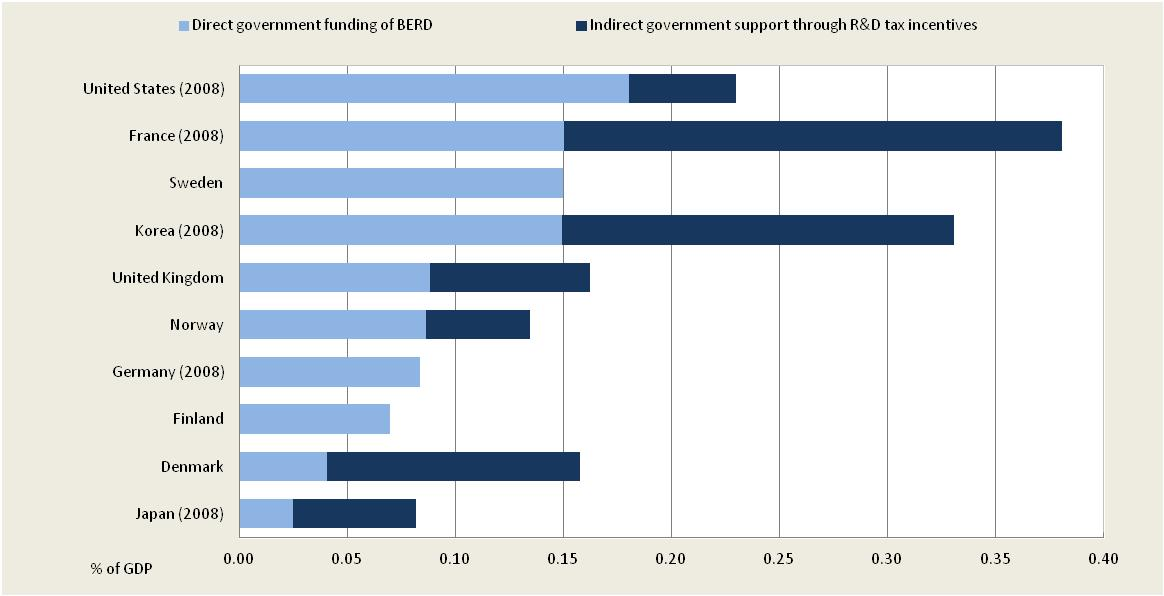 Direct government funding of BERD
Indirect government support through R&D tax incentives
United States (2008)
France (2008)
Sweden
Korea (2008)
United Kingdom
Norway
Germany (2008)
Finland
Denmark
Japan (2008)
0.00 0.05 0.10 0.15 0.20 0.25 0.30 0.35 0.40
% of GDP